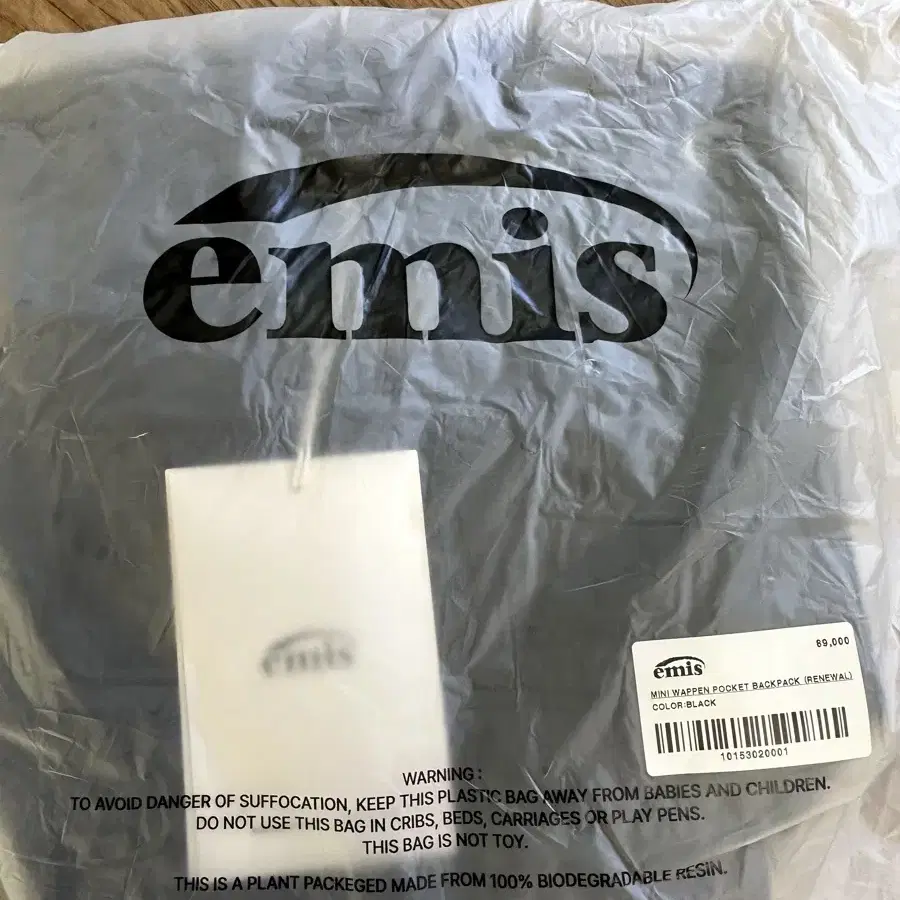 emis
emis
89,000
emis
MINI WAPPEN POCKET BACKPACK (RENEWAL)
COLOR:BLACK
10153020001
WARNING :
TO AVOID DANGER OF SUFFOCATION, KEEP THIS PLASTIC BAG AWAY FROM BABIES AND CHILDREN.
DO NOT USE THIS BAG IN CRIBS, BEDS, CARRIAGES OR PLAY PENS.
THIS BAG IS NOT TOY.
THIS IS A PLANT PACKEGED MADE FROM 100% BIODEGRADABLE RESIN.